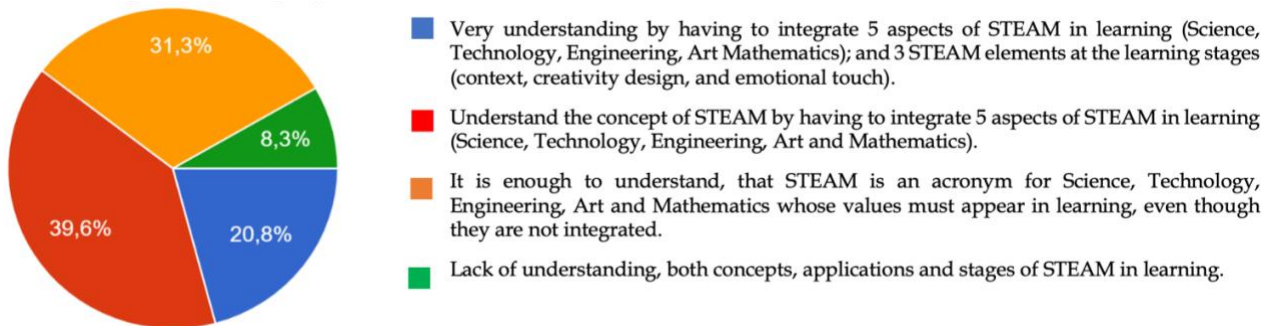 31,3%
8,3%
39,6%
20,8%
Very understanding by having to integrate 5 aspects of STEAM in learning (Science,
Technology, Engineering, Art Mathematics); and 3 STEAM elements at the learning stages
(context, creativity design, and emotional touch).
Understand the concept of STEAM by having to integrate 5 aspects of STEAM in learning
(Science, Technology, Engineering, Art and Mathematics).
It is enough to understand, that STEAM is an acronym for Science, Technology,
Engineering, Art and Mathematics whose values must appear in learning, even though
they are not integrated.
Lack of understanding, both concepts, applications and stages of STEAM in learning.